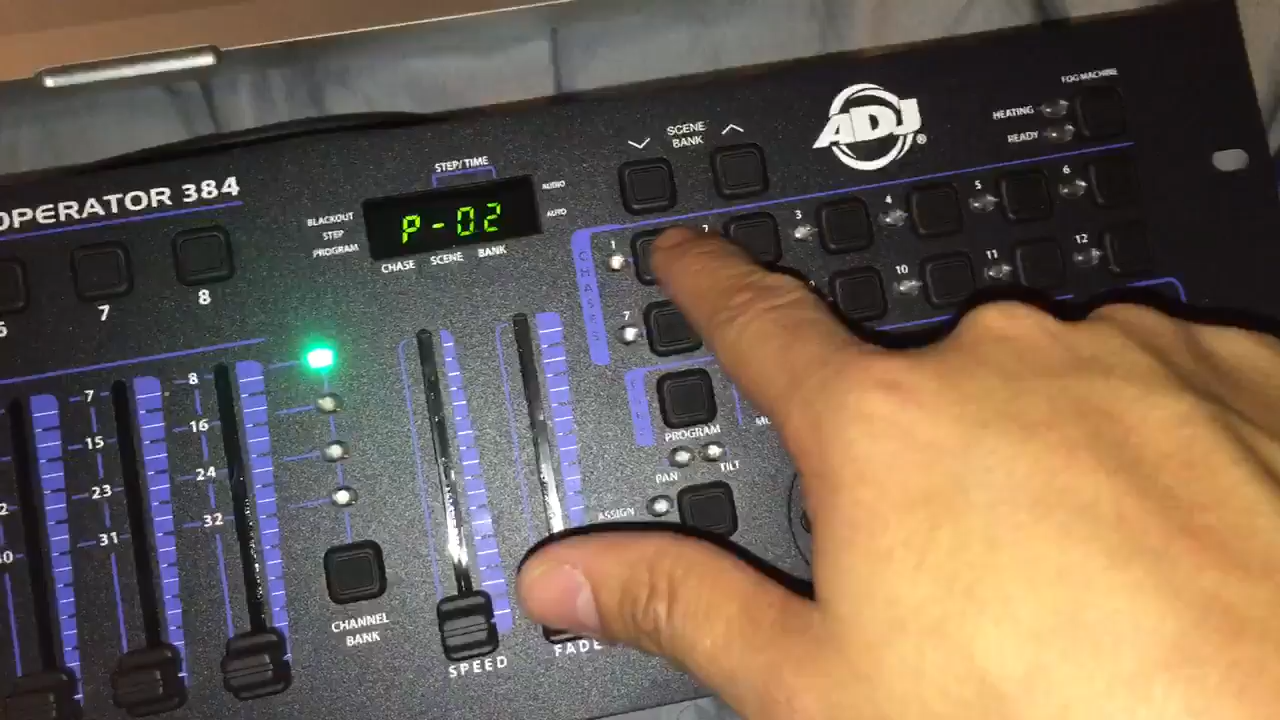 FOG MACHINE
HEATING
READY
ADJ®
SCENE
BANK
STEP/TIME
OPERATOR 384
AUDIO
AUTO
BLACKOUT
STEP
PROGRAM
P-02
CHASE SCENE BANK
CHASES
1 2 3 4 5 6
7 10 11 12
6 7 8
7 8
15 16
23 24
31 32
PROGRAM
PAN TILT
ASSIGN
CHANNEL
BANK
SPEED
FADE